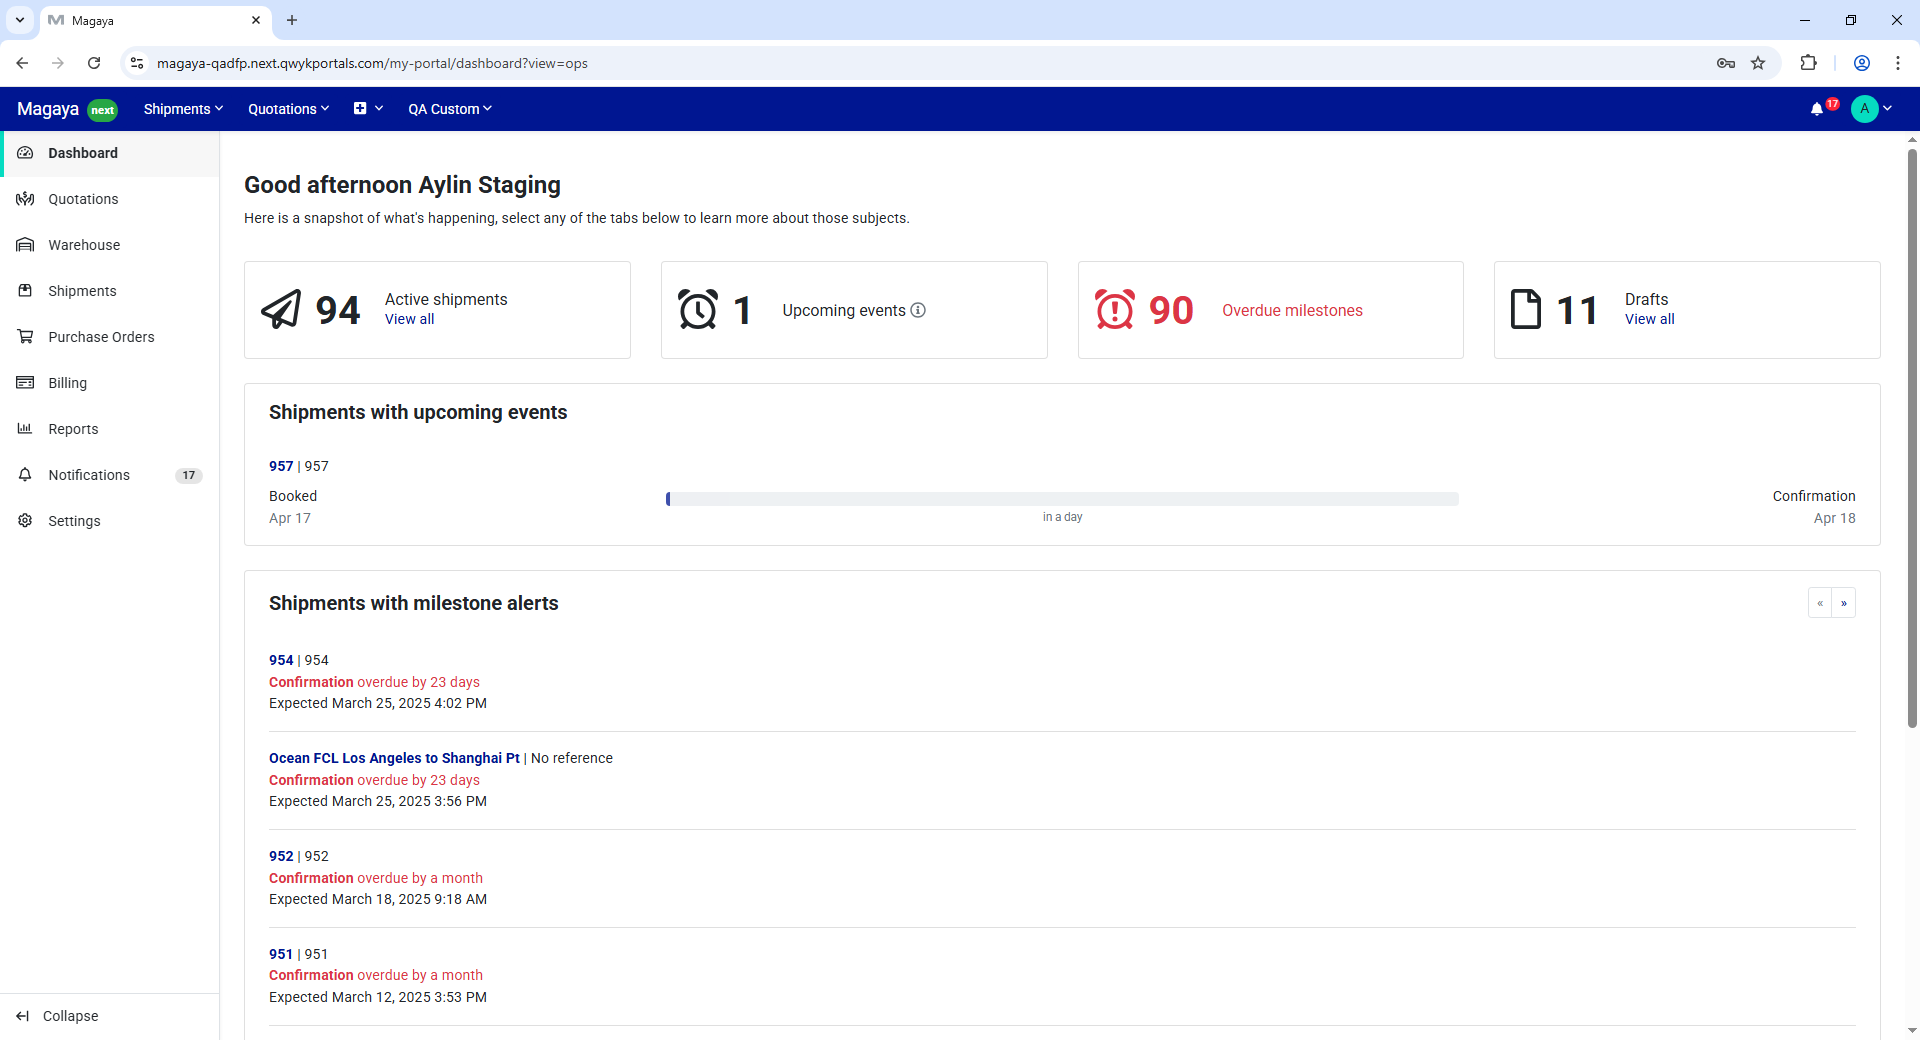 Magaya
magaya-qadfp.next.qwykportals.com/my-portal/dashboard?view=ops
Magaya next Shipments Quotations QA Custom 17 A
Dashboard
Quotations
Warehouse
Shipments
Purchase Orders
Billing
Reports
Notifications 17
Settings
Collapse
Good afternoon Aylin Staging
Here is a snapshot of what's happening, select any of the tabs below to learn more about those subjects.
94 Active shipments
View all
1 Upcoming events
90 Overdue milestones
11 Drafts
View all
Shipments with upcoming events
957 | 957
Booked Confirmation
Apr 17 in a day Apr 18
Shipments with milestone alerts « »
954 | 954
Confirmation overdue by 23 days
Expected March 25, 2025 4:02 PM
Ocean FCL Los Angeles to Shanghai Pt | No reference
Confirmation overdue by 23 days
Expected March 25, 2025 3:56 PM
952 | 952
Confirmation overdue by a month
Expected March 18, 2025 9:18 AM
951 | 951
Confirmation overdue by a month
Expected March 12, 2025 3:53 PM